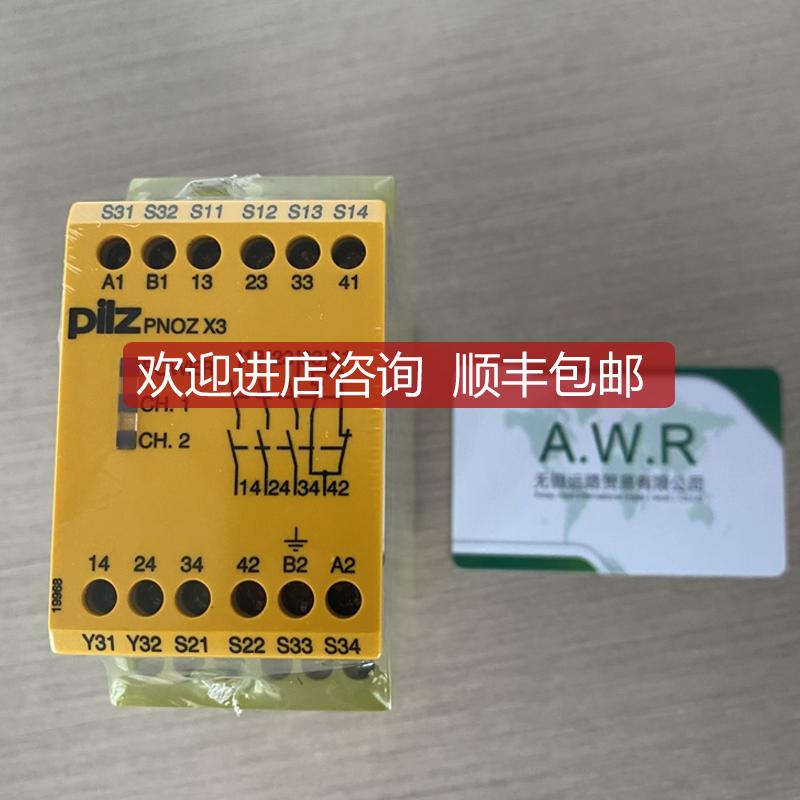 S31 S32 S11 S12 S13 S14
A1 B1 13 23 33 41
pilz PNOZ X3
欢迎进店咨询 顺丰包邮
CH. 1
CH. 2
A.W.R
14 24 34 42
14 24 34 42 B2 A2
19968
Y31 Y32 S21 S22 S33 S34